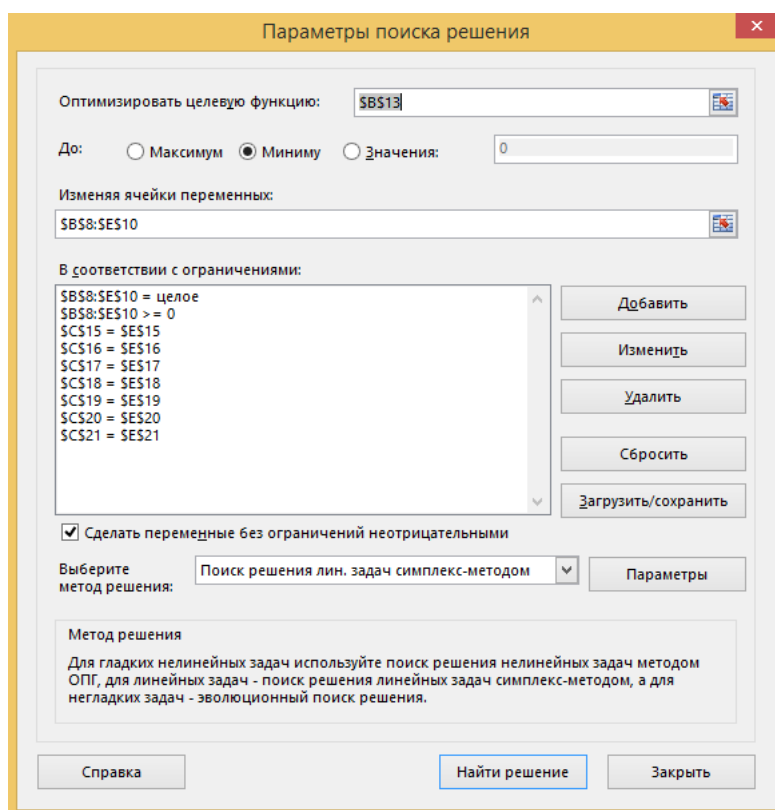 Параметры поиска решения
×
Оптимизировать целевую функцию: $B$13
До: Максимум Миниму Значения: 0
Изменяя ячейки переменных:
$B$8:$E$10
В соответствии с ограничениями:
$B$8:$E$10 = целое
$B$8:$E$10 >= 0
$C$15 = $E$15
$C$16 = $E$16
$C$17 = $E$17
$C$18 = $E$18
$C$19 = $E$19
$C$20 = $E$20
$C$21 = $E$21
Добавить
Изменить
Удалить
Сбросить
Загрузить/сохранить
Сделать переменные без ограничений неотрицательными
Выберите
метод решения:
Поиск решения лин. задач симплекс-методом
Параметры
Метод решения
Для гладких нелинейных задач используйте поиск решения нелинейных задач методом
ОПГ, для линейных задач - поиск решения линейных задач симплекс-методом, а для
негладких задач - эволюционный поиск решения.
Справка
Найти решение
Закрыть